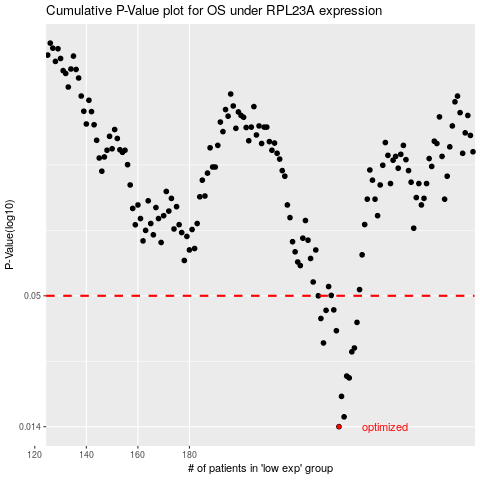 Cumulative P-Value plot for OS under RPL23A expression
P-Value(log10)
0.05
0.014
optimized
120 140 160 180
# of patients in 'low exp' group